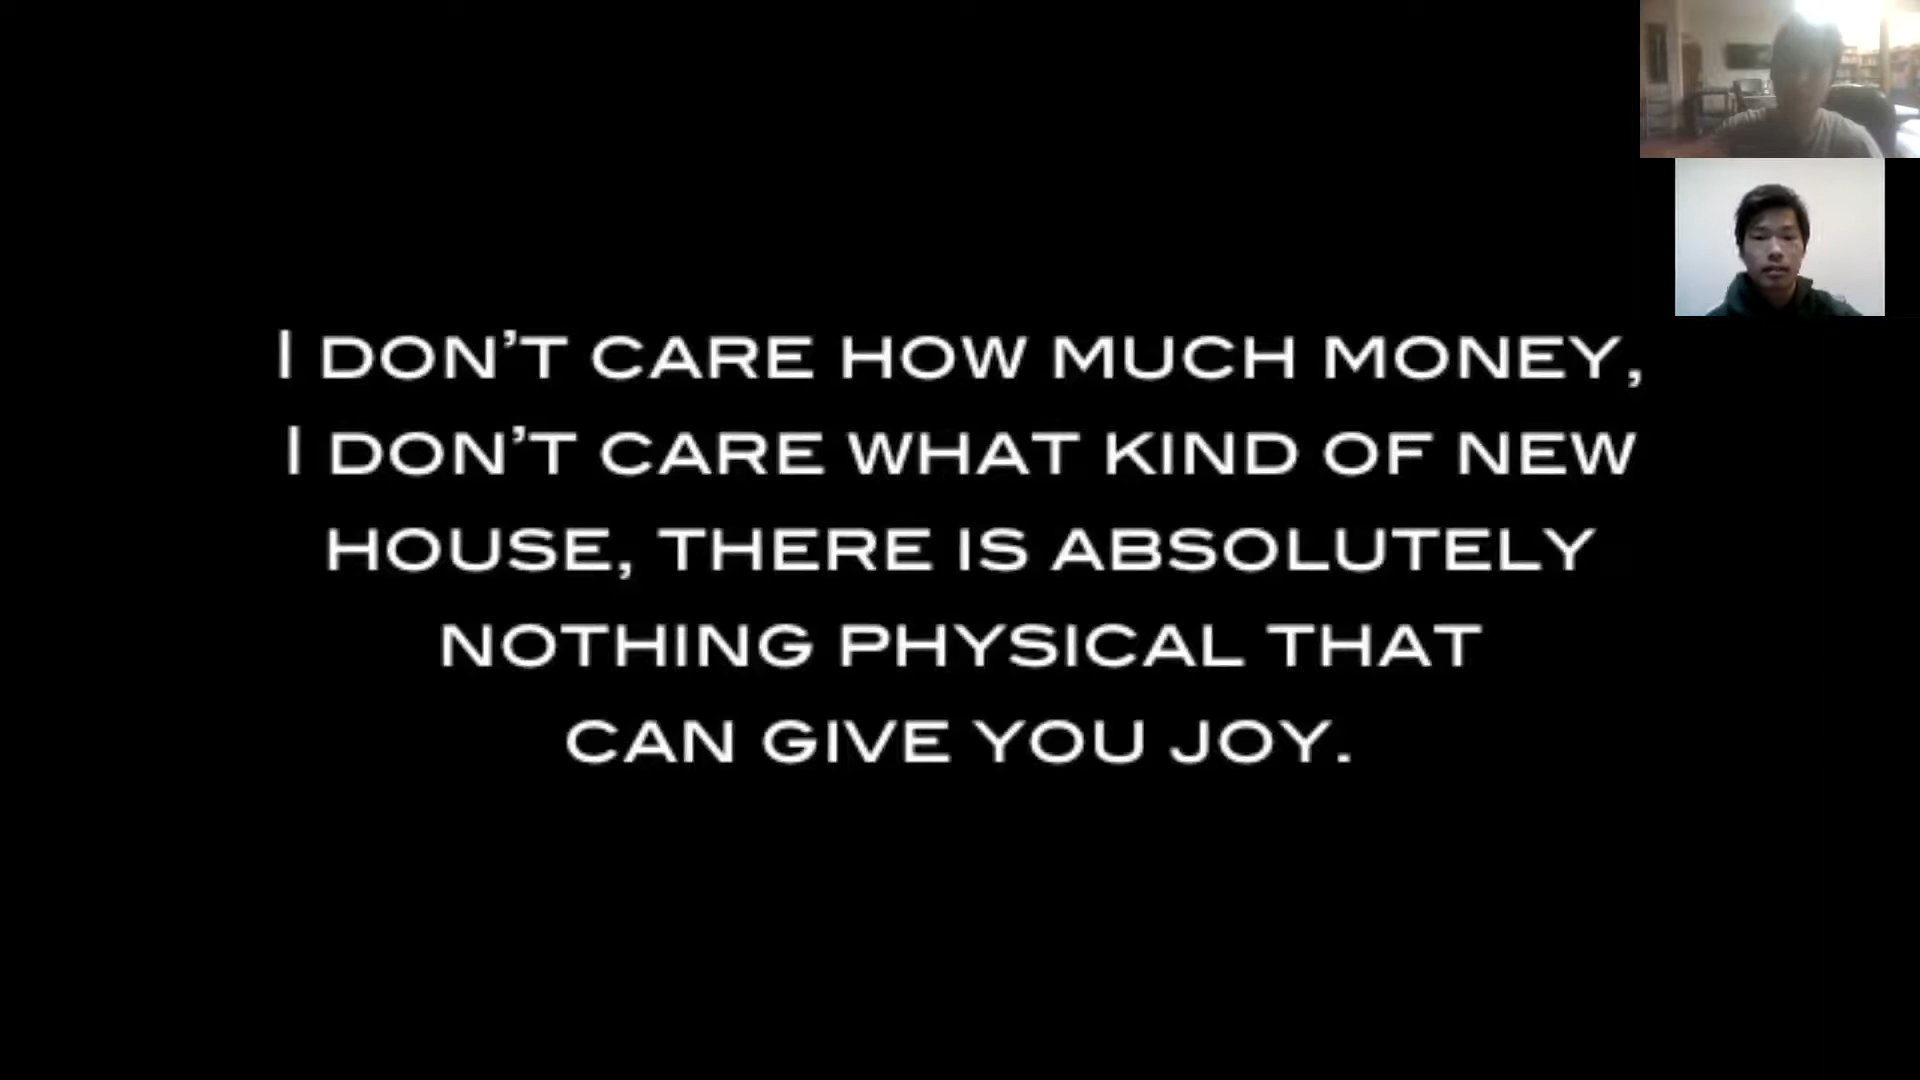 I DON’T CARE HOW MUCH MONEY,
I DON’T CARE WHAT KIND OF NEW
HOUSE, THERE IS ABSOLUTELY
NOTHING PHYSICAL THAT
CAN GIVE YOU JOY.